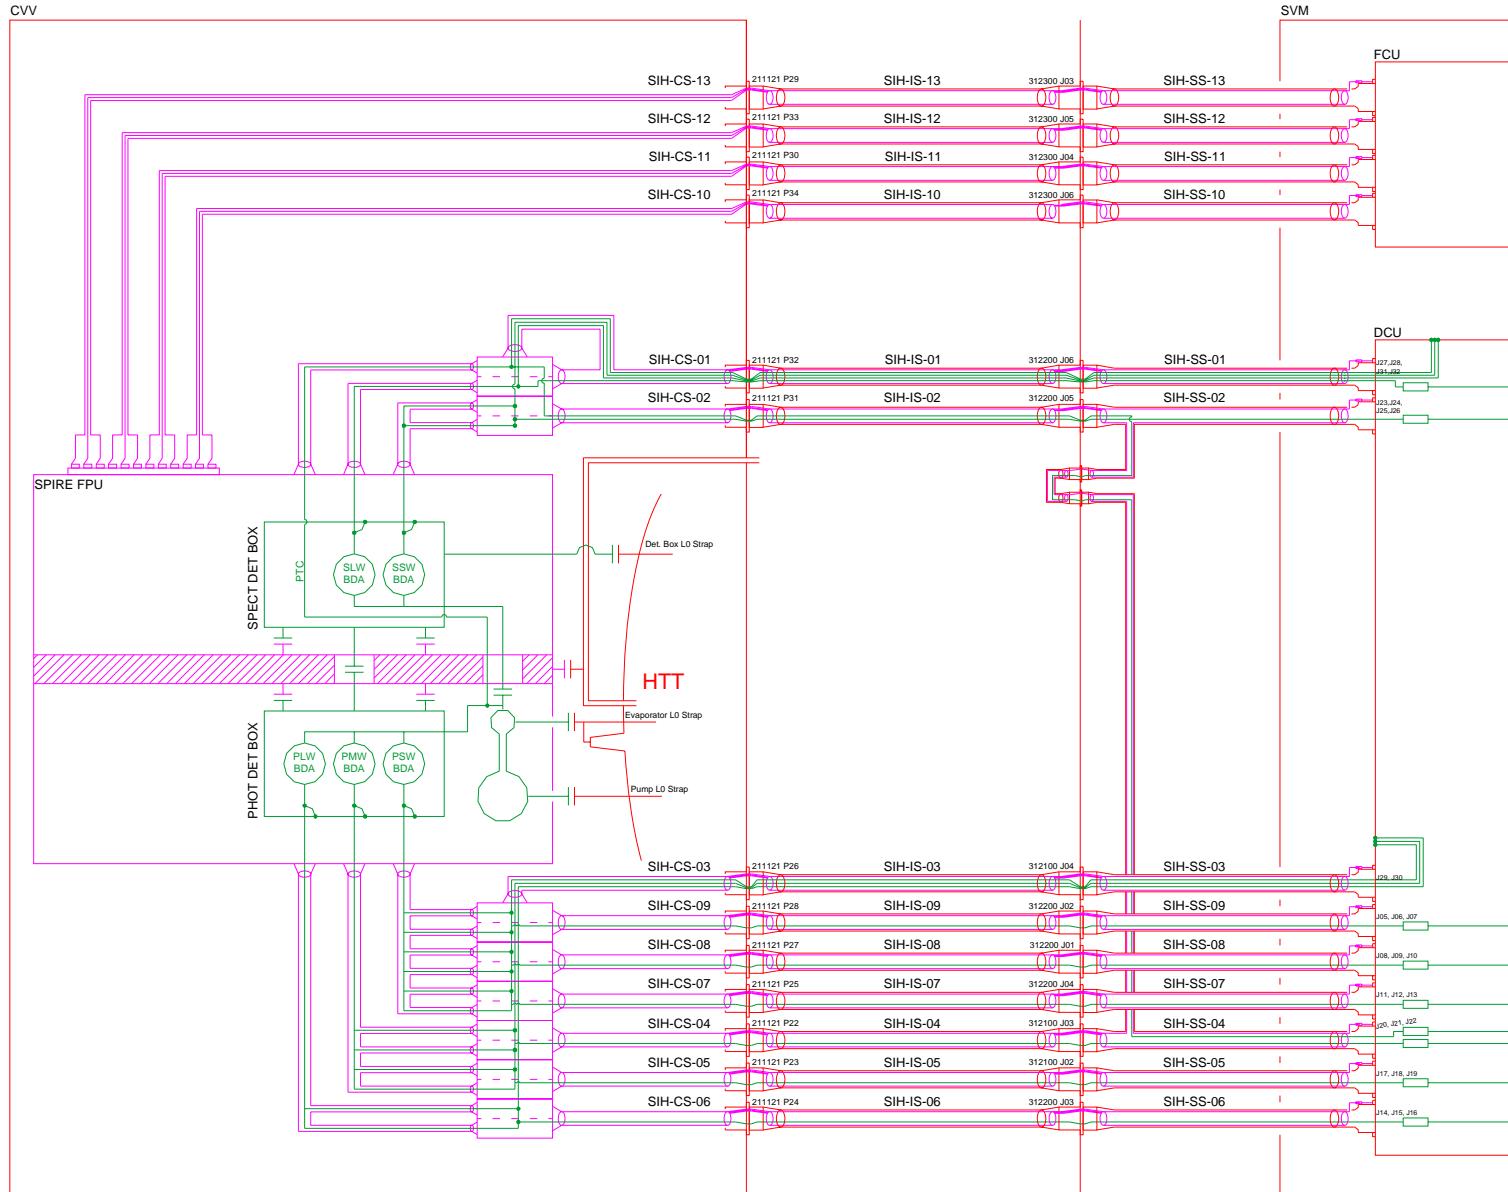 CVV
SVM
FCU
SIH-CS-13
211121 P29
SIH-IS-13
312300 J03
SIH-SS-13
SIH-CS-12
211121 P33
SIH-IS-12
312300 J05
SIH-SS-12
SIH-CS-11
211121 P30
SIH-IS-11
312300 J04
SIH-SS-11
SIH-CS-10
211121 P34
SIH-IS-10
312300 J06
SIH-SS-10
DCU
SIH-CS-01
211121 P32
SIH-IS-01
312200 J06
SIH-SS-01
J27,J28,
J31,J32
SIH-CS-02
211121 P31
SIH-IS-02
312200 J05
SIH-SS-02
J23,J24,
J25,J26
SPIRE FPU
SPECT DET BOX
PTC
SLW
BDA
SSW
BDA
Det. Box L0 Strap
HTT
Evaporator L0 Strap
PHOT DET BOX
PLW
BDA
PMW
BDA
PSW
BDA
Pump L0 Strap
SIH-CS-03
211121 P26
SIH-IS-03
312100 J04
SIH-SS-03
J29, J30
SIH-CS-09
211121 P28
SIH-IS-09
312200 J02
SIH-SS-09
J05, J06, J07
SIH-CS-08
211121 P27
SIH-IS-08
312200 J01
SIH-SS-08
J08, J09, J10
SIH-CS-07
211121 P25
SIH-IS-07
312200 J04
SIH-SS-07
J11, J12, J13
SIH-CS-04
211121 P22
SIH-IS-04
312100 J03
SIH-SS-04
J20, J21, J22
SIH-CS-05
211121 P23
SIH-IS-05
312100 J02
SIH-SS-05
J17, J18, J19
SIH-CS-06
211121 P24
SIH-IS-06
312200 J03
SIH-SS-06
J14, J15, J16